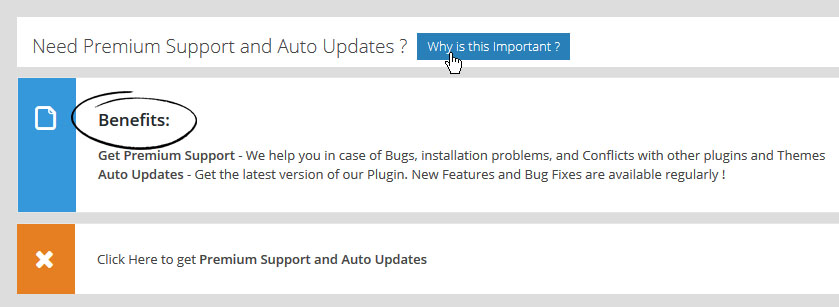 Need Premium Support and Auto Updates ? Why is this Important ?
Benefits:
Get Premium Support - We help you in case of Bugs, installation problems, and Conflicts with other plugins and Themes
Auto Updates - Get the latest version of our Plugin. New Features and Bug Fixes are available regularly !
Click Here to get Premium Support and Auto Updates